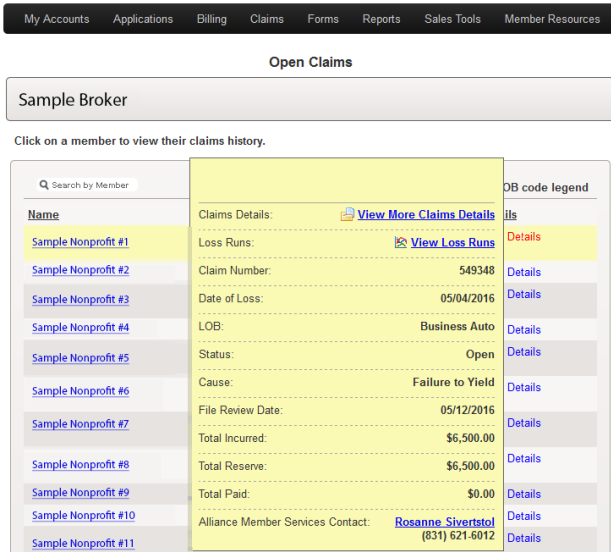 My Accounts Applications Billing Claims Forms Reports Sales Tools Member Resources
Open Claims
Sample Broker
Click on a member to view their claims history.
Search by Member
OB code legend
Name
ils
Claims Details: View More Claims Details
Sample Nonprofit #1
Details
Loss Runs: View Loss Runs
Sample Nonprofit #2
Details
Claim Number: 549348
Sample Nonprofit #3
Details
Date of Loss: 05/04/2016
Sample Nonprofit #4
Details
LOB: Business Auto
Sample Nonprofit #5
Details
Status: Open
Sample Nonprofit #6
Details
Cause: Failure to Yield
File Review Date: 05/12/2016
Sample Nonprofit #7
Details
Total Incurred: $6,500.00
Sample Nonprofit #8
Details
Total Reserve: $6,500.00
Sample Nonprofit #9
Details
Total Paid: $0.00
Sample Nonprofit #10
Details
Alliance Member Services Contact: Rosanne Sivertstol
(831) 621-6012
Sample Nonprofit #11
Details